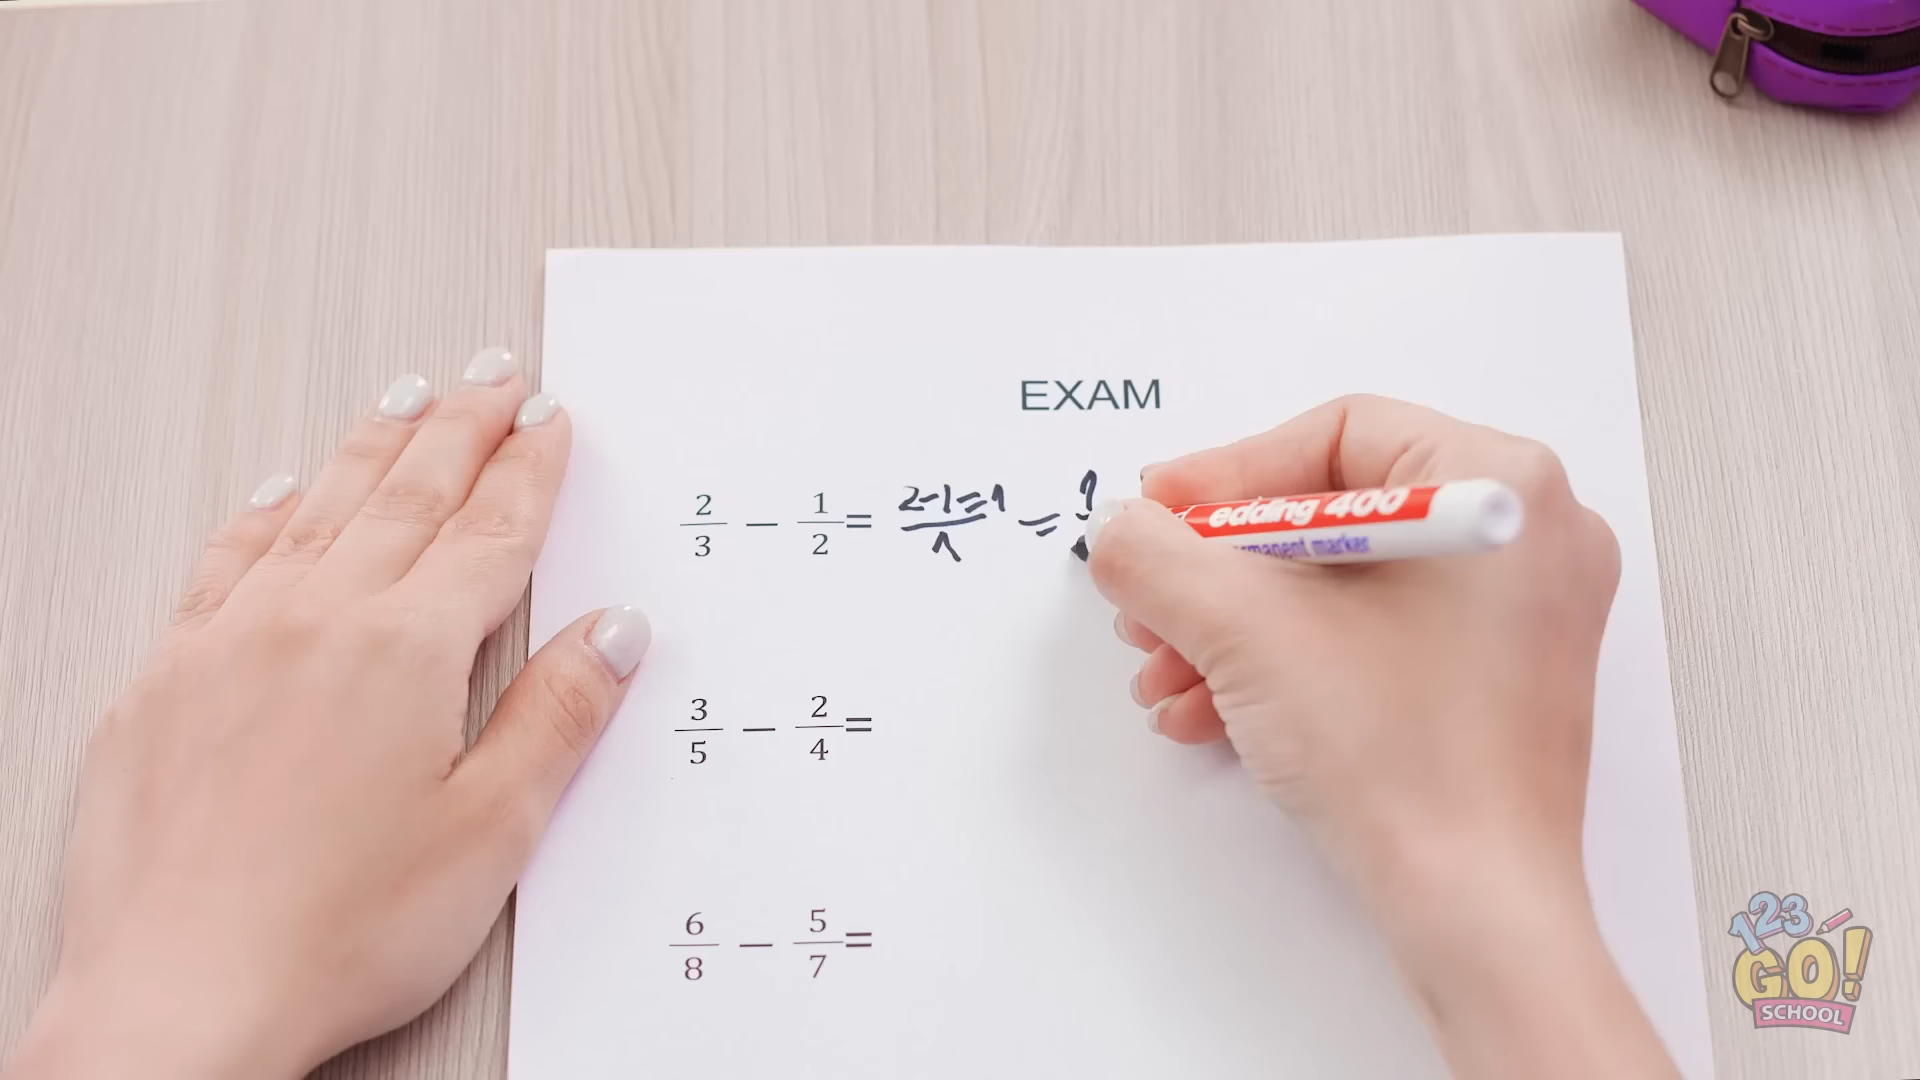 EXAM
2/3 − 1/2 = 2-1=1/1 = 1
3/5 − 2/4 =
6/8 − 5/7 =
edding 400
permanent marker
123
GO!
SCHOOL